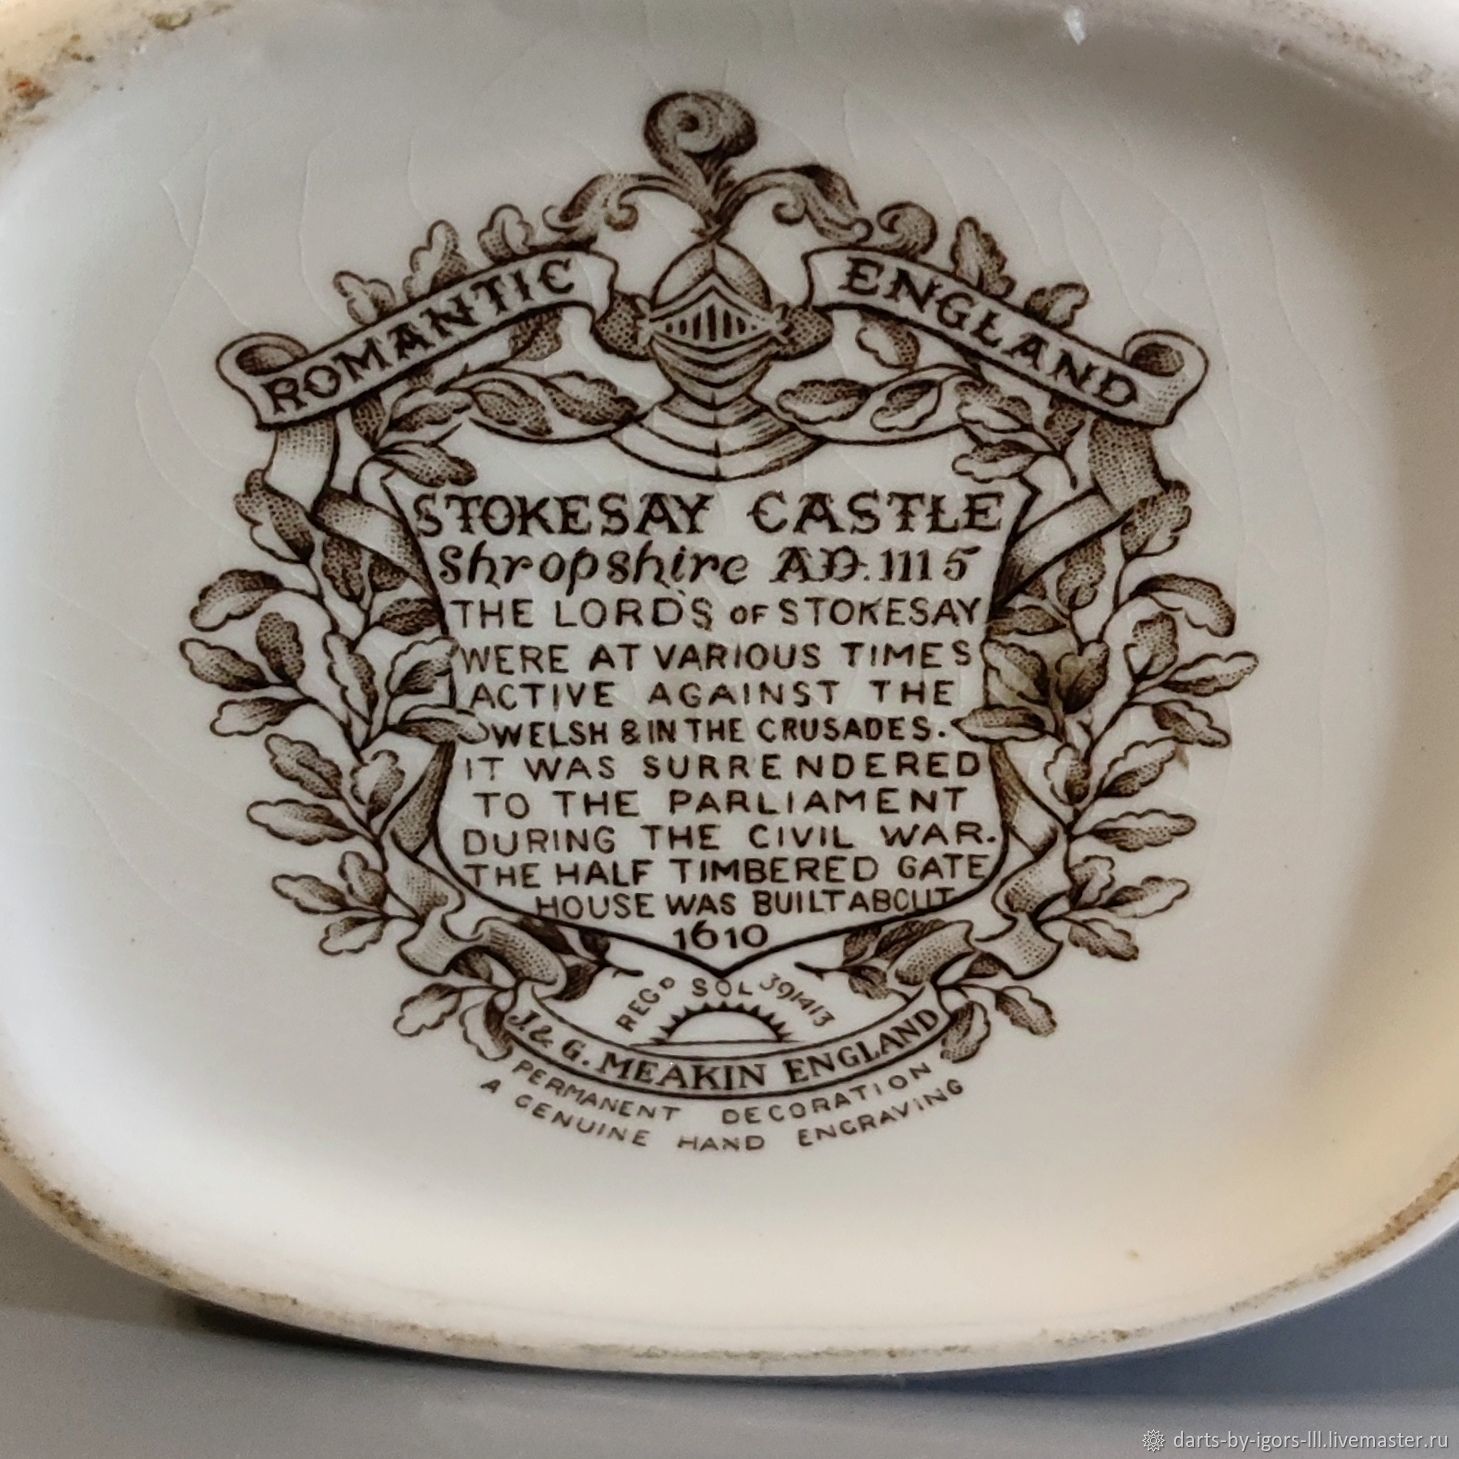 ROMANTIC ENGLAND
STOKESAY CASTLE
Shropshire AD. 1115
THE LORDS OF STOKESAY
WERE AT VARIOUS TIMES
ACTIVE AGAINST THE
WELSH & IN THE CRUSADES.
IT WAS SURRENDERED
TO THE PARLIAMENT
DURING THE CIVIL WAR.
THE HALF TIMBERED GATE
HOUSE WAS BUILT ABOUT
1610
REGD SOL 391413
J. & G. MEAKIN ENGLAND
PERMANENT DECORATION
A GENUINE HAND ENGRAVING
darts-by-igors-lll.livemaster.ru